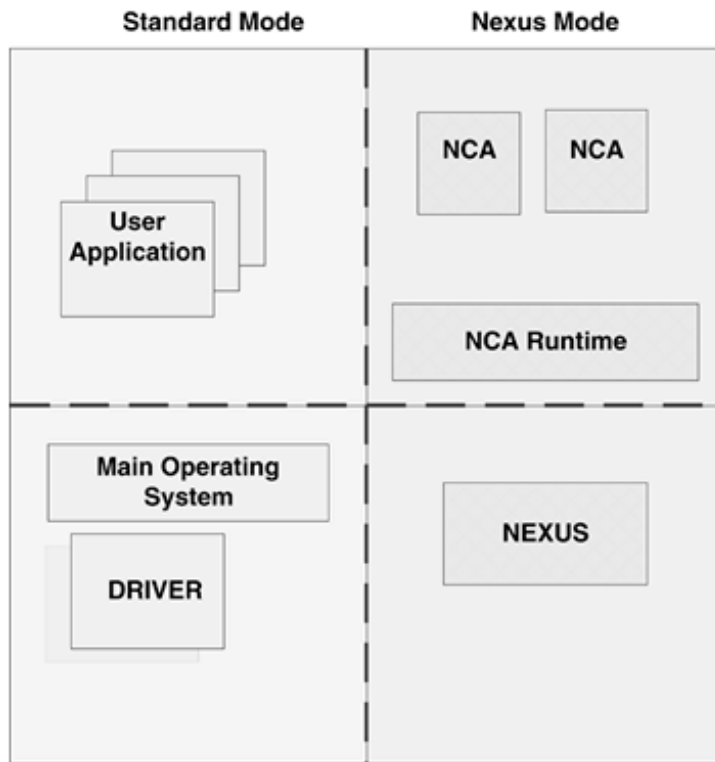 Standard Mode
Nexus Mode
NCA
NCA
User
Application
NCA Runtime
Main Operating
System
NEXUS
DRIVER